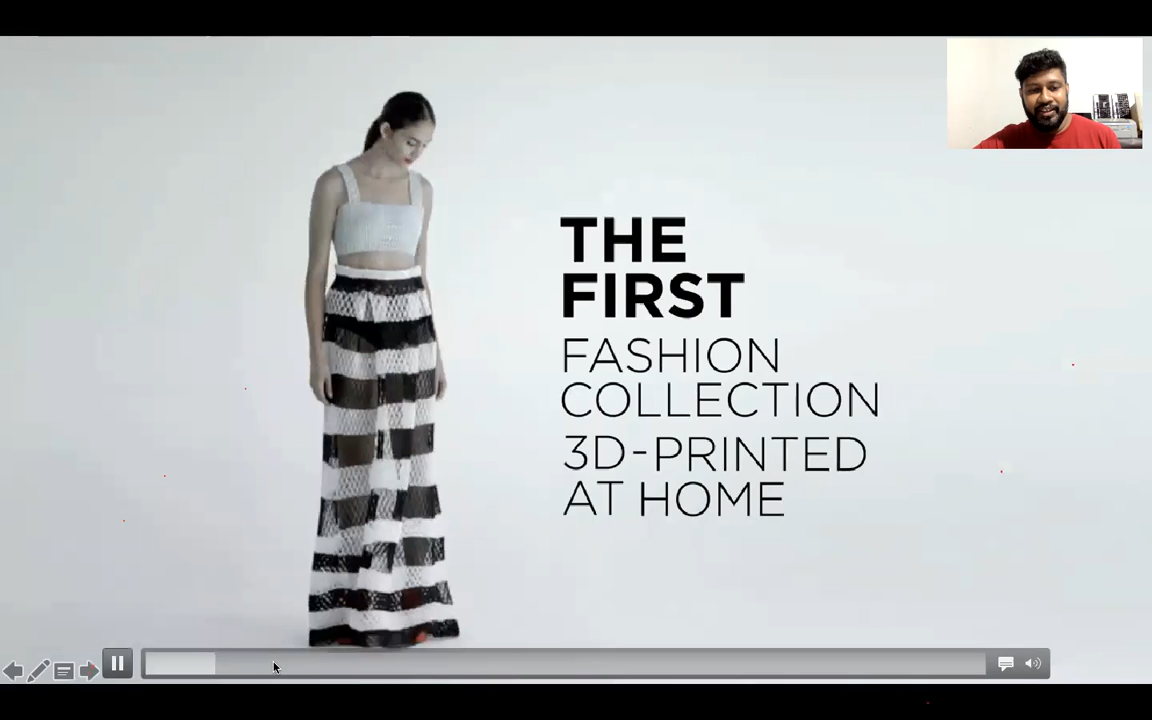 THE
FIRST
FASHION
COLLECTION
3D-PRINTED
AT HOME